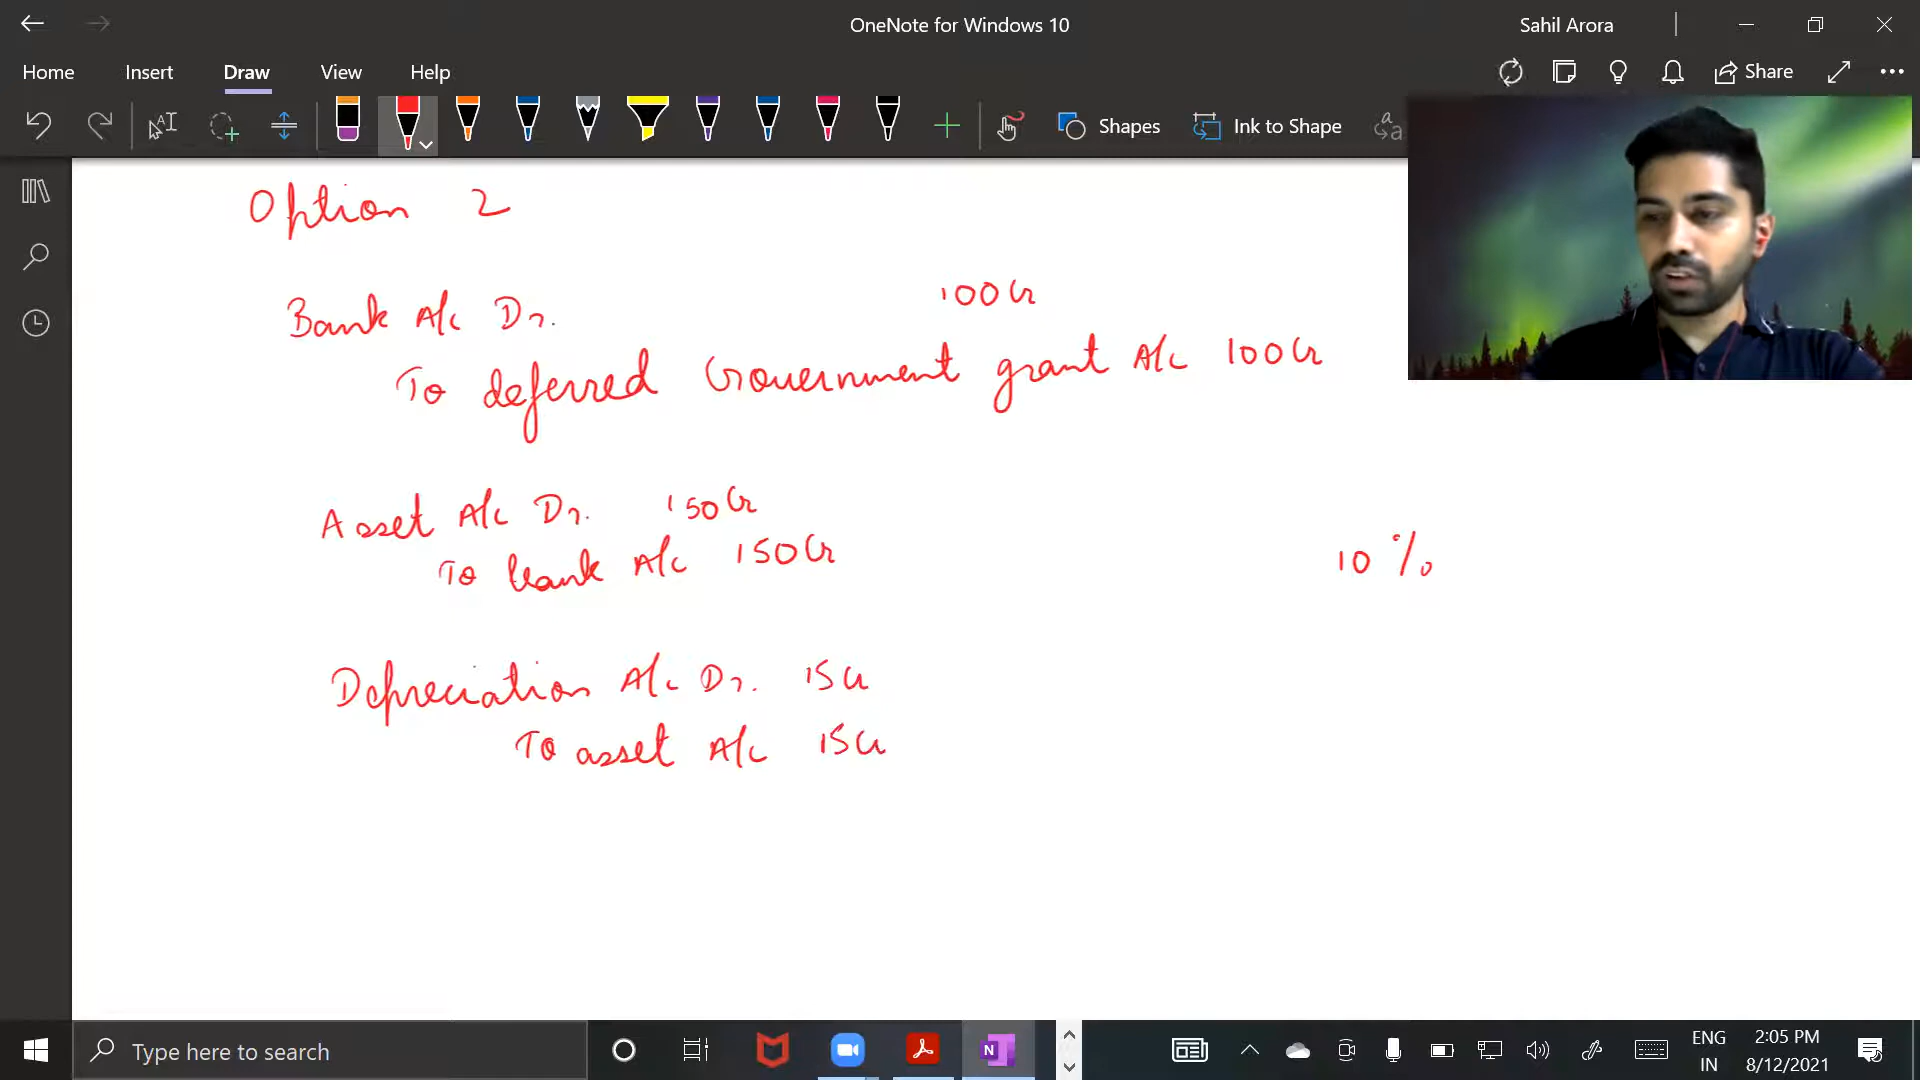 OneNote for Windows 10
Sahil Arora
Home Insert Draw View Help
Share
Shapes Ink to Shape
Option 2
Bank A/c Dr. 100Cr
To deferred Government grant A/c 100Cr
Asset A/c Dr. 150Cr
To bank A/c 150Cr
10 %
Depreciation A/c Dr. 15Cr
To asset A/c 15Cr
Type here to search
ENG
IN
2:05 PM
8/12/2021